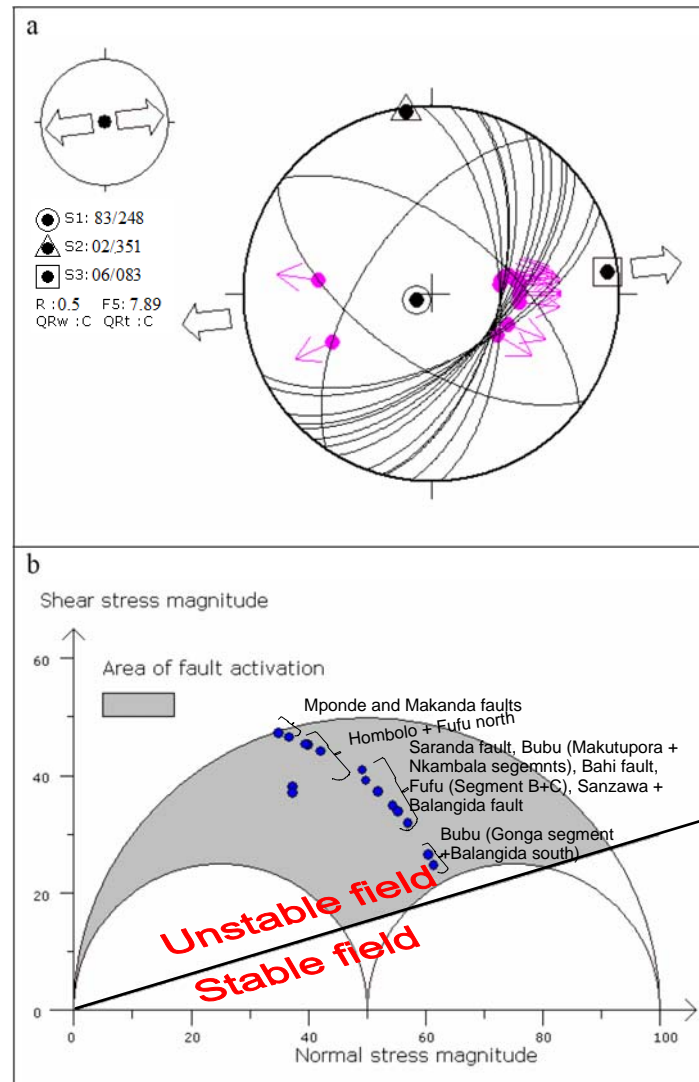 a
S1: 83/248
S2: 02/351
S3: 06/083
R :0.5 F5: 7.89
QRw :C QRt :C
b
Shear stress magnitude
Area of fault activation
60
40
20
0
Mponde and Makanda faults
Hombolo + Fufu north
Saranda fault, Bubu (Makutupora +
Nkambala segemnts), Bahi fault,
Fufu (Segment B+C), Sanzawa +
Balangida fault
Bubu (Gonga segment
+Balangida south)
Unstable field
Stable field
0 20 40 60 80 100
Normal stress magnitude